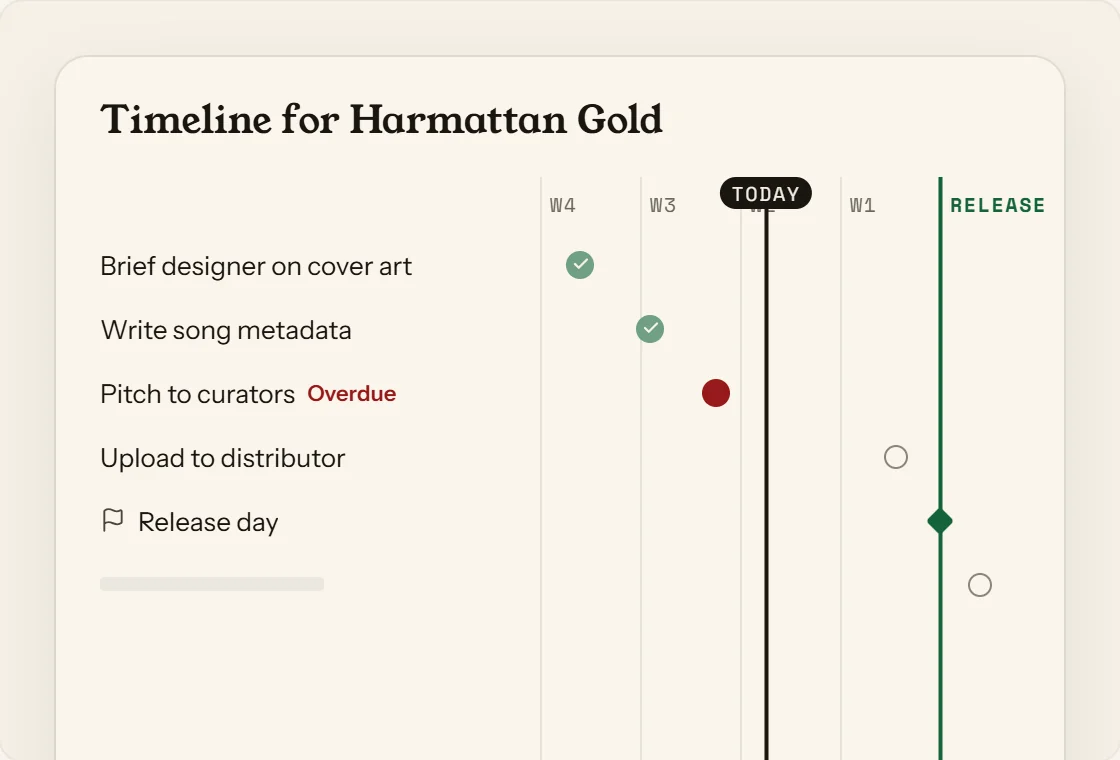 Timeline for Harmattan Gold
TODAY
W4
W3
W1
RELEASE
Brief designer on cover art
Write song metadata
Pitch to curators Overdue
Upload to distributor
Release day